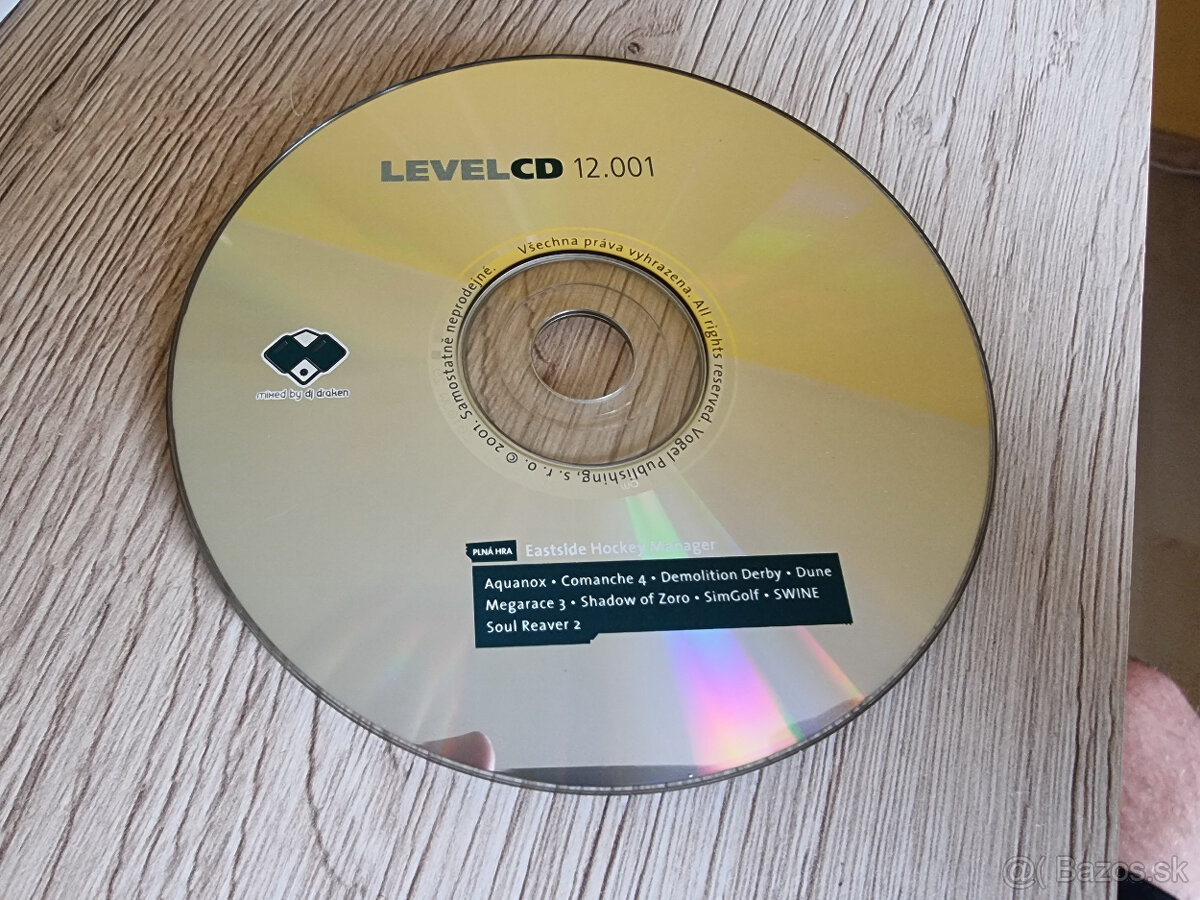 LEVELCD 12.001
Všechna práva vyhrazena. All rights reserved. Vogel Publishing, s. r. o. © 2001. Samostatně neprodejné.
mixed by dj draken
PLNÁ HRA Eastside Hockey Manager
Aquanox • Comanche 4 • Demolition Derby • Dune
Megarace 3 • Shadow of Zoro • SimGolf • SWINE
Soul Reaver 2
@( Bazos.sk